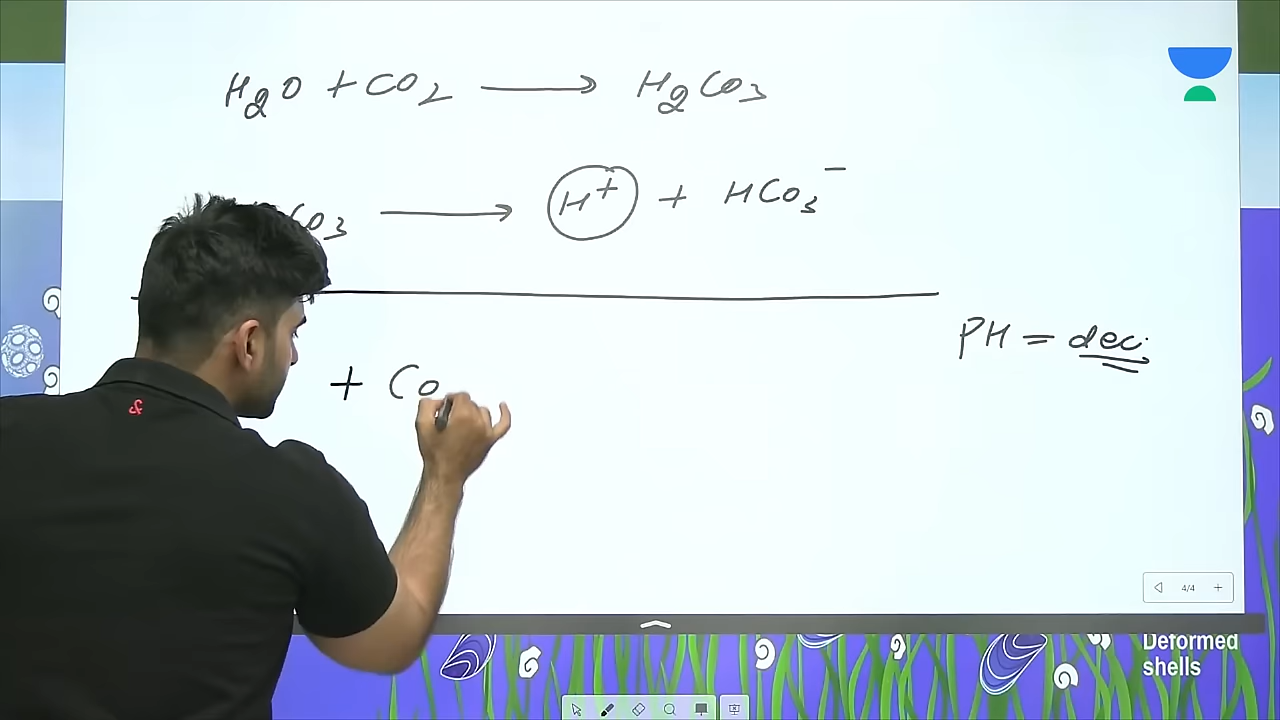 H2O + CO2 → H2CO3
CO3 → H+ + HCO3−
PH = dec.
+ Co
4/4 +
Deformed
shells